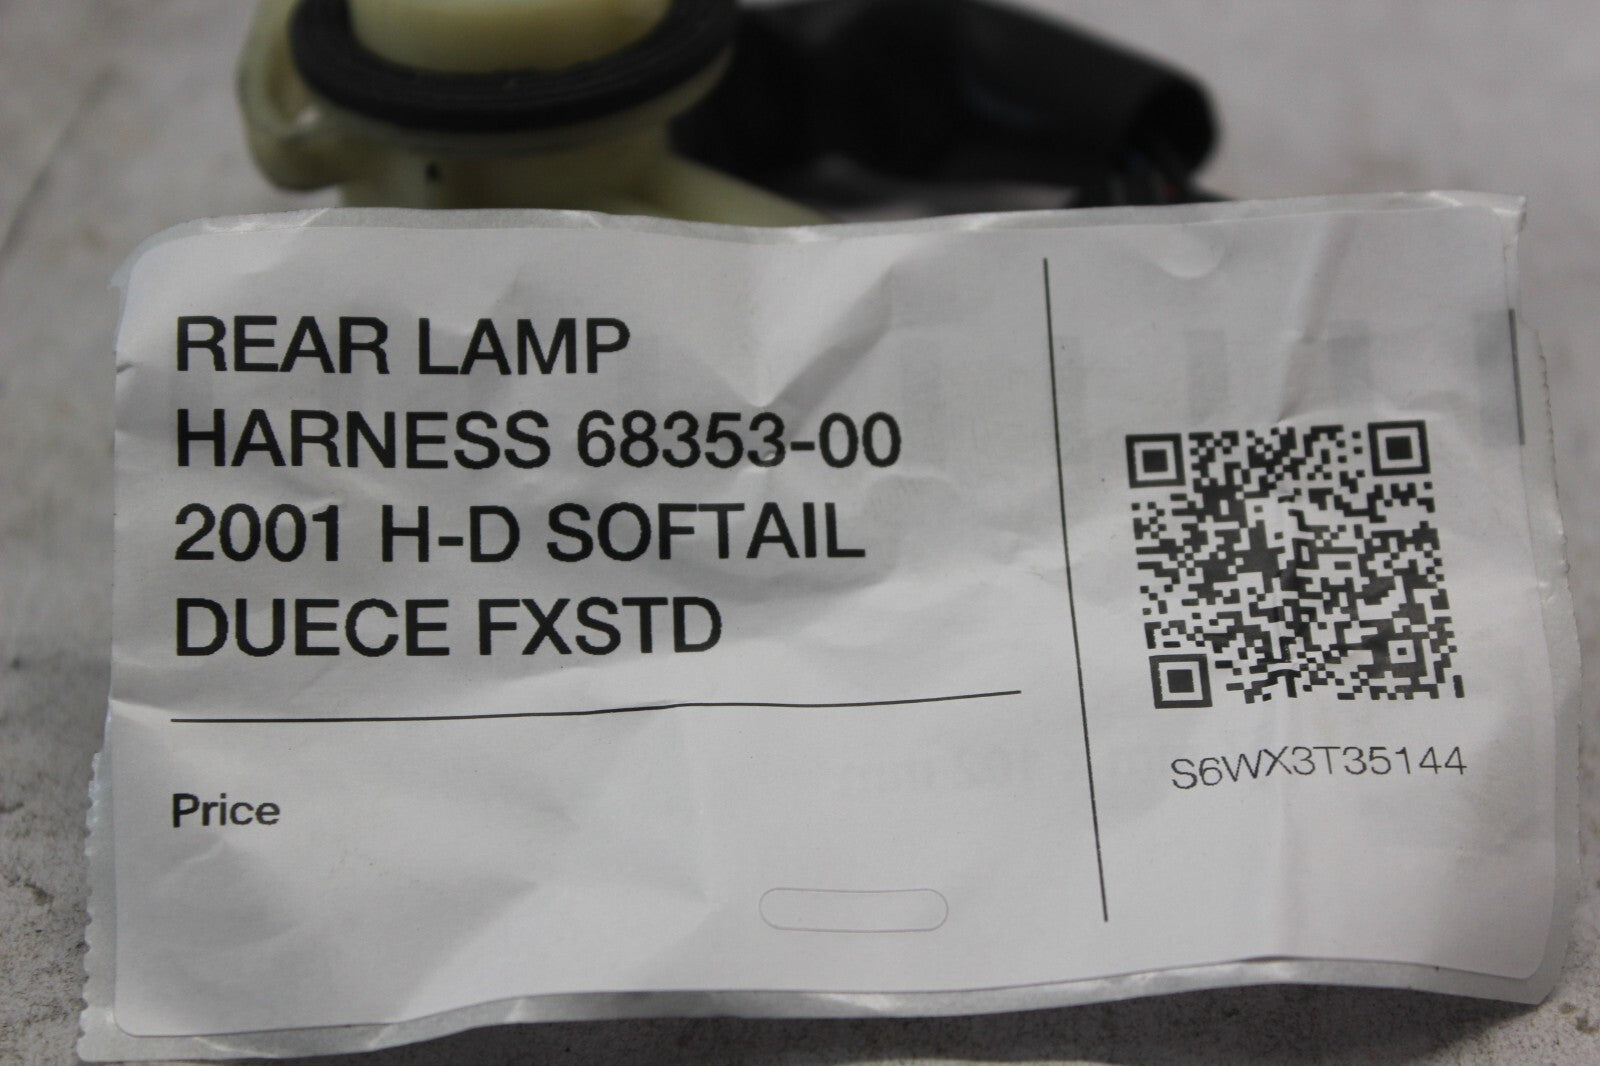 REAR LAMP
HARNESS 68353-00
2001 H-D SOFTAIL
DUECE FXSTD
Price
S6WX3T35144